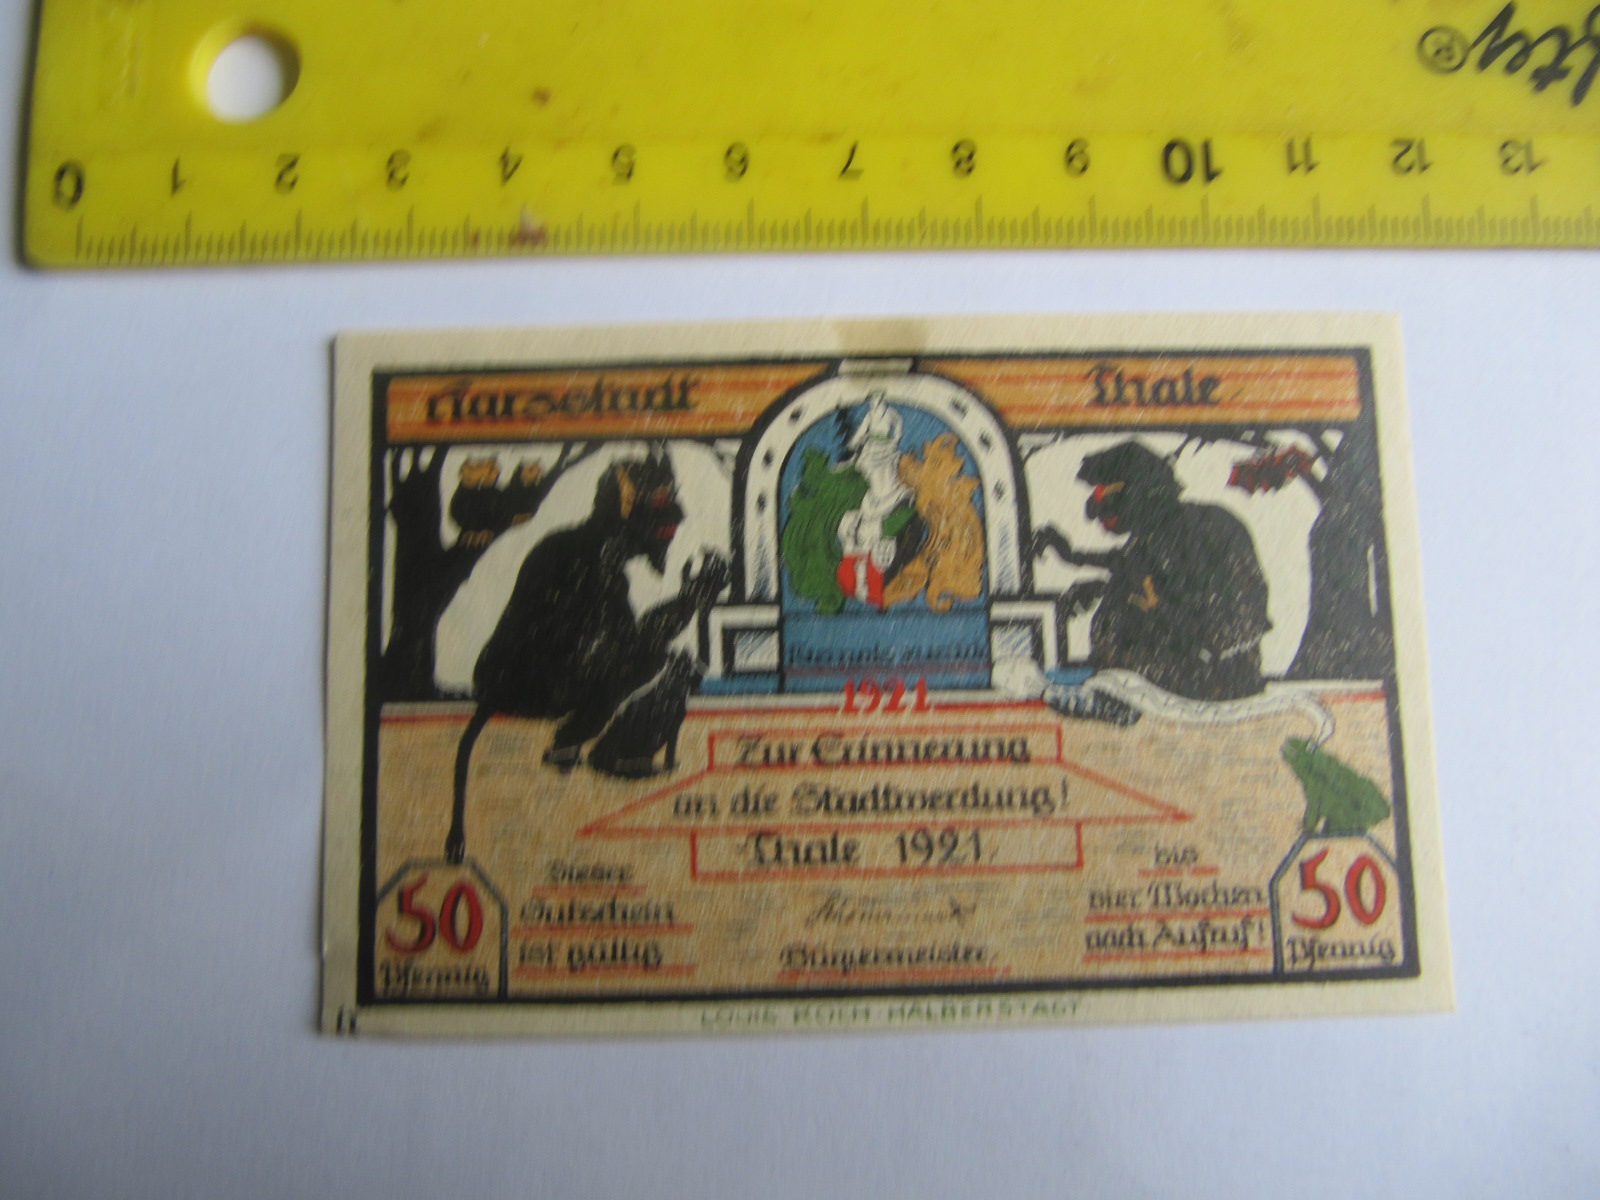 0 1 2 3 4 5 6 7 8 9 10 11 12 13
Harzstadt Thale
1921
Zur Erinnerung
an die Stadtwerdung!
Thale 1921.
50 Pfennig
Dieser
Gutschein
ist gültig
Bürgermeister
bis
vier Wochen
nach Aufruf!
50 Pfennig
LOUIS KOCH·HALBERSTADT